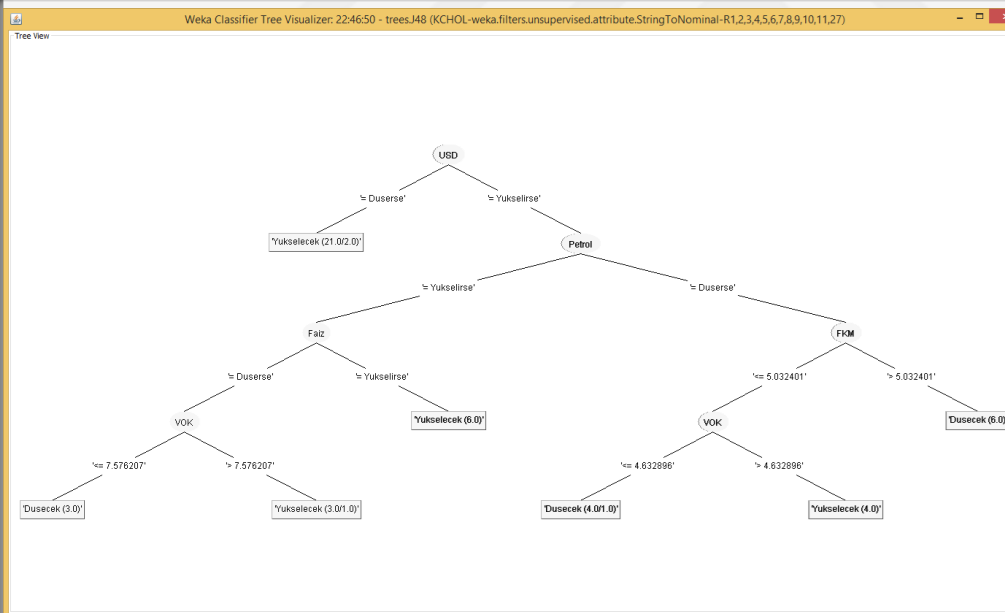 Weka Classifier Tree Visualizer: 22:46:50 - trees.J48 (KCHOL-weka.filters.unsupervised.attribute.StringToNominal-R1,2,3,4,5,6,7,8,9,10,11,27)
Tree View
USD
'= Duserse' '= Yukselirse'
'Yukselecek (21.0/2.0)' Petrol
'= Yukselirse' '= Duserse'
Faiz FKM
'= Duserse' '= Yukselirse' '<= 5.032401' '> 5.032401'
VOK 'Yukselecek (6.0)' VOK 'Dusecek (6.0)
'<= 7.576207' '> 7.576207' '<= 4.632896' '> 4.632896'
'Dusecek (3.0)' 'Yukselecek (3.0/1.0)' 'Dusecek (4.0/1.0)' 'Yukselecek (4.0)'